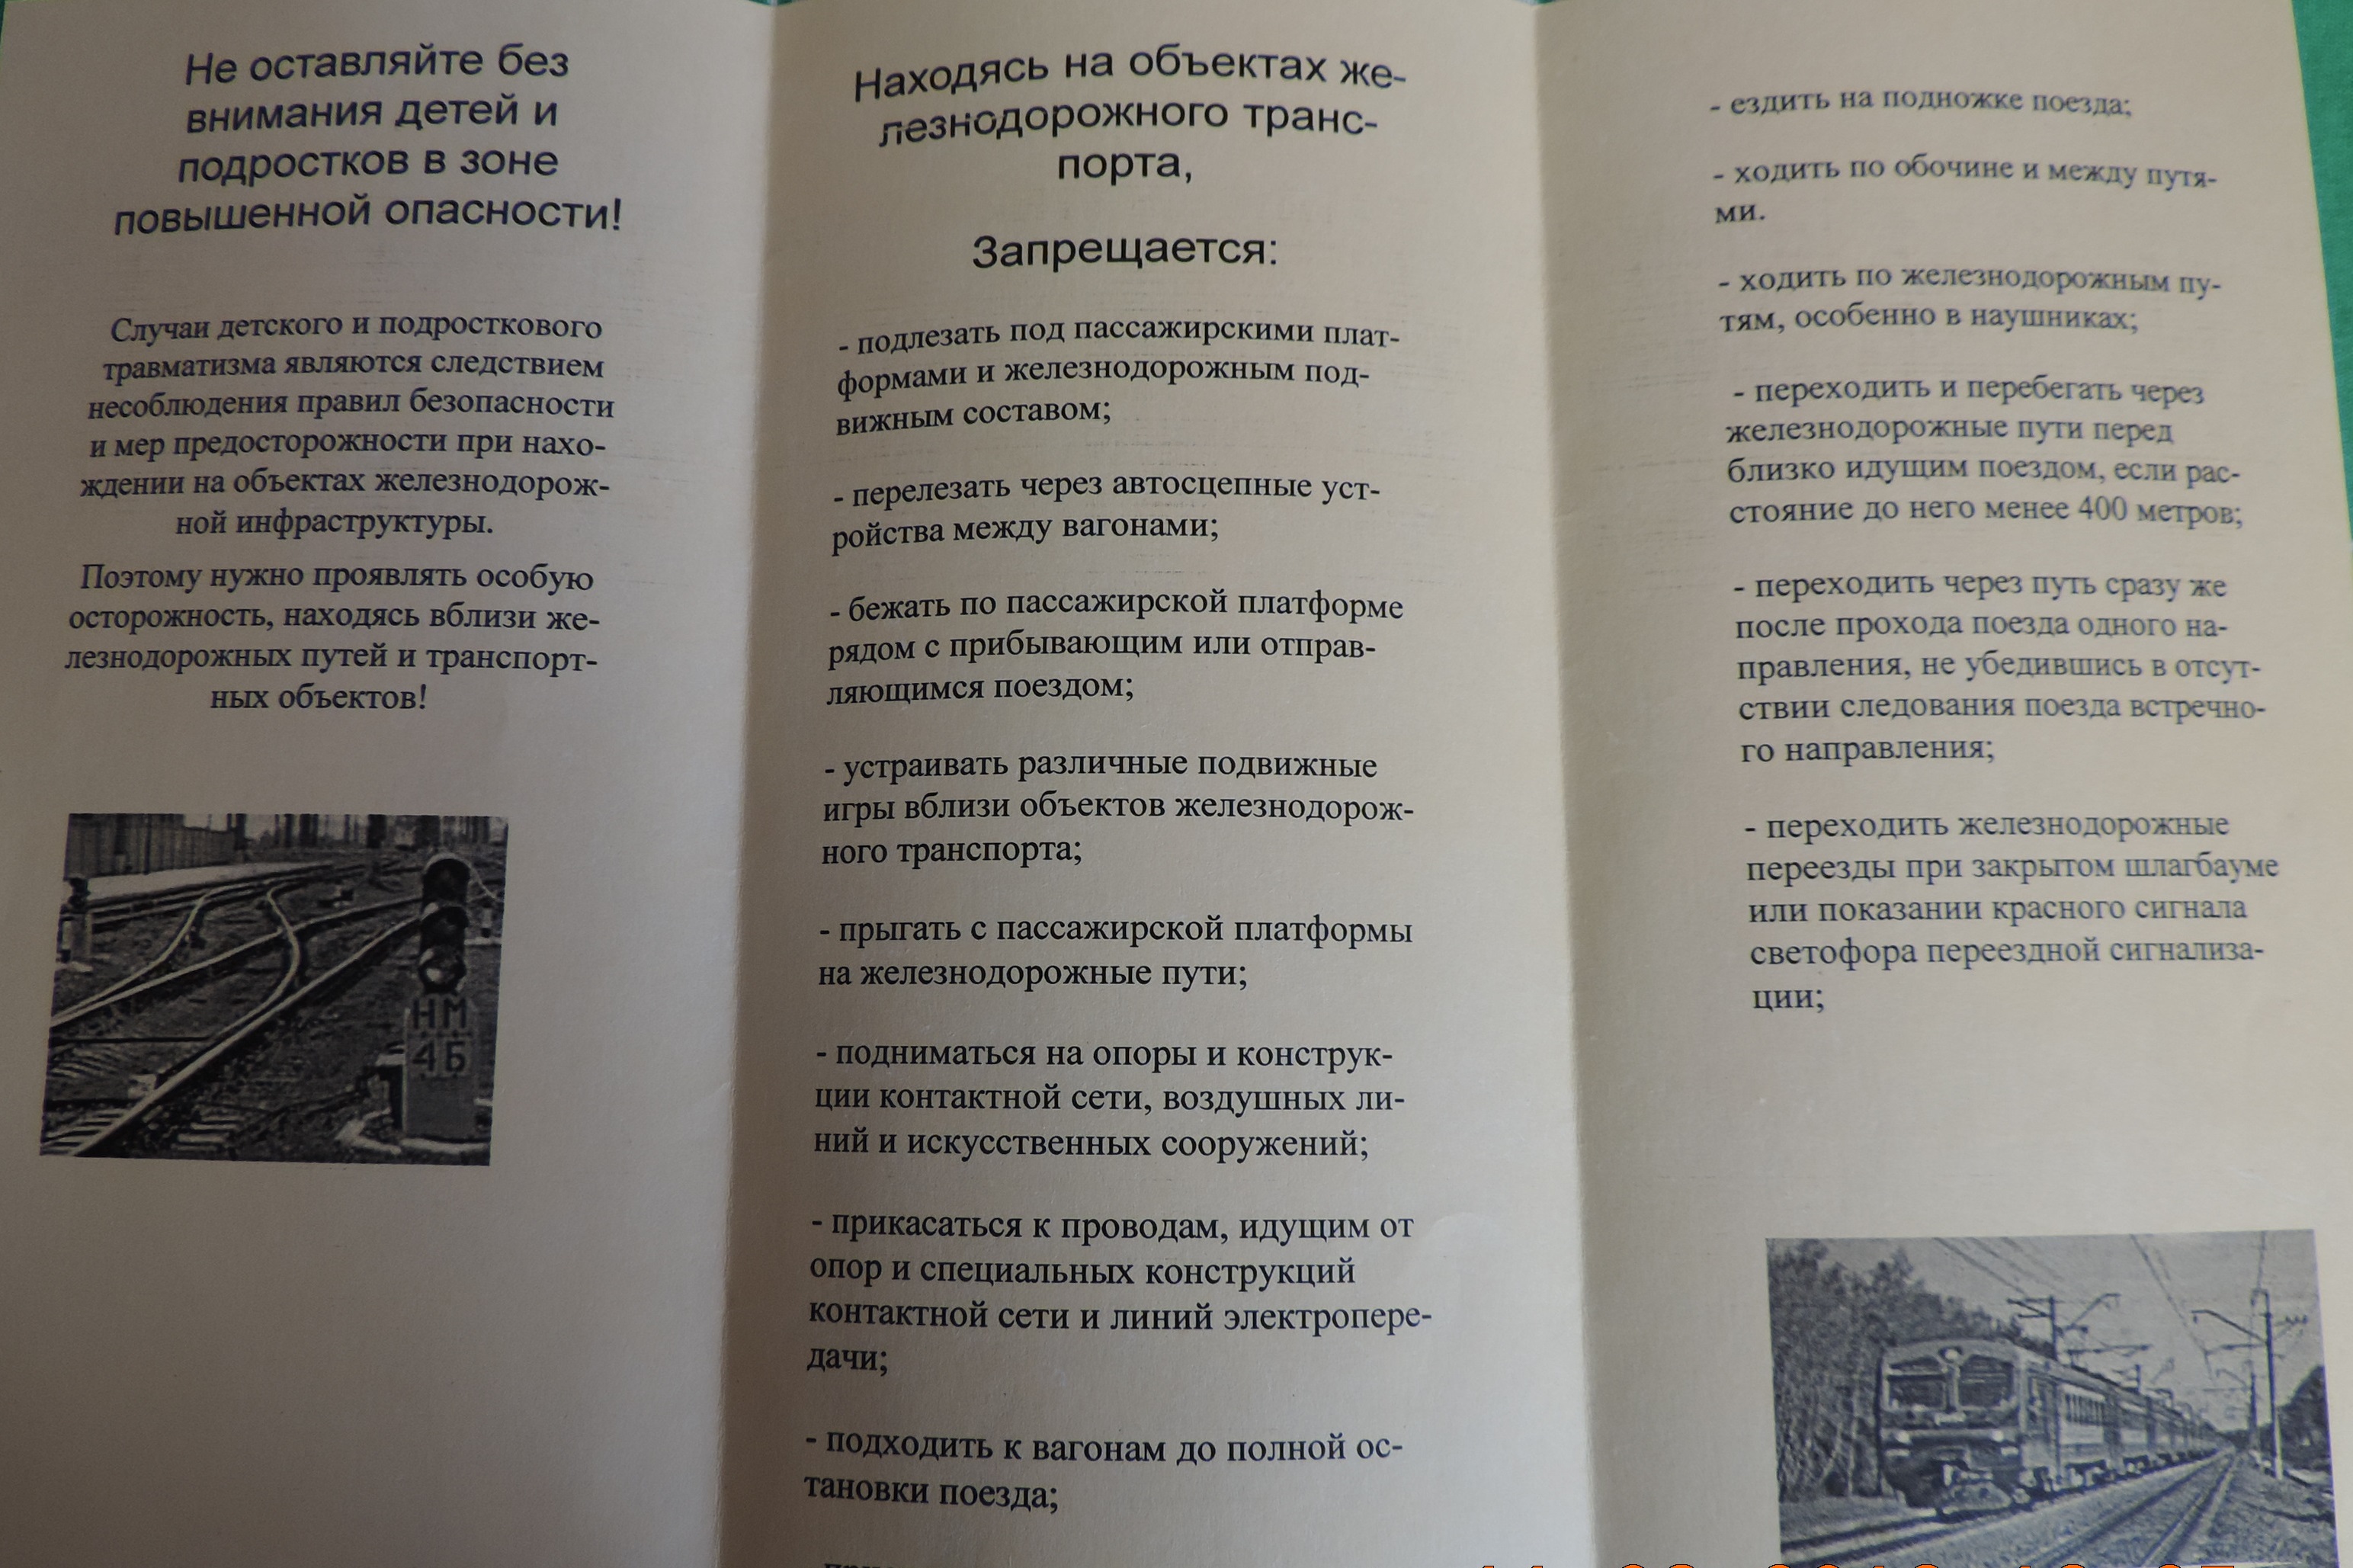 Не оставляйте без
внимания детей и
подростков в зоне
повышенной опасности!
Случаи детского и подросткового
травматизма являются следствием
несоблюдения правил безопасности
и мер предосторожности при нахо-
ждении на объектах железнодорож-
ной инфраструктуры.
Поэтому нужно проявлять особую
осторожность, находясь вблизи же-
лезнодорожных путей и транспорт-
ных объектов!
НМ
4Б
Находясь на объектах же-
лезнодорожного транс-
порта,
Запрещается:
- подлезать под пассажирскими плат-
формами и железнодорожным под-
вижным составом;
- перелезать через автосцепные уст-
ройства между вагонами;
- бежать по пассажирской платформе
рядом с прибывающим или отправ-
ляющимся поездом;
- устраивать различные подвижные
игры вблизи объектов железнодорож-
ного транспорта;
- прыгать с пассажирской платформы
на железнодорожные пути;
- подниматься на опоры и конструк-
ции контактной сети, воздушных ли-
ний и искусственных сооружений;
- прикасаться к проводам, идущим от
опор и специальных конструкций
контактной сети и линий электропере-
дачи;
- подходить к вагонам до полной ос-
тановки поезда;
- ездить на подножке поезда;
- ходить по обочине и между путя-
ми.
- ходить по железнодорожным пу-
тям, особенно в наушниках;
- переходить и перебегать через
железнодорожные пути перед
близко идущим поездом, если рас-
стояние до него менее 400 метров;
- переходить через путь сразу же
после прохода поезда одного на-
правления, не убедившись в отсут-
ствии следования поезда встречно-
го направления;
- переходить железнодорожные
переезды при закрытом шлагбауме
или показании красного сигнала
светофора переездной сигнализа-
ции;